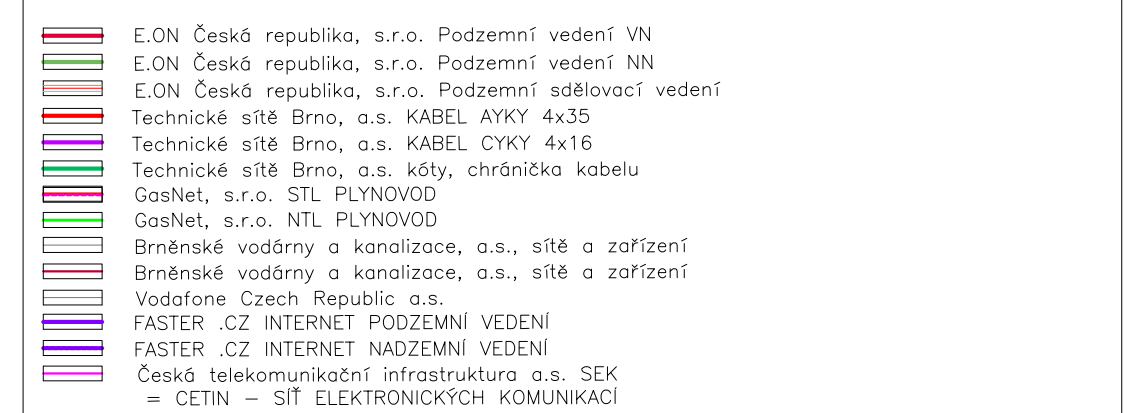 E.ON Česká republika, s.r.o. Podzemní vedení VN
E.ON Česká republika, s.r.o. Podzemní vedení NN
E.ON Česká republika, s.r.o. Podzemní sdělovací vedení
Technické sítě Brno, a.s. KABEL AYKY 4x35
Technické sítě Brno, a.s. KABEL CYKY 4x16
Technické sítě Brno, a.s. kóty, chránička kabelu
GasNet, s.r.o. STL PLYNOVOD
GasNet, s.r.o. NTL PLYNOVOD
Brněnské vodárny a kanalizace, a.s., sítě a zařízení
Brněnské vodárny a kanalizace, a.s., sítě a zařízení
Vodafone Czech Republic a.s.
FASTER .CZ INTERNET PODZEMNÍ VEDENÍ
FASTER .CZ INTERNET NADZEMNÍ VEDENÍ
Česká telekomunikační infrastruktura a.s. SEK
= CETIN – SÍŤ ELEKTRONICKÝCH KOMUNIKACÍ